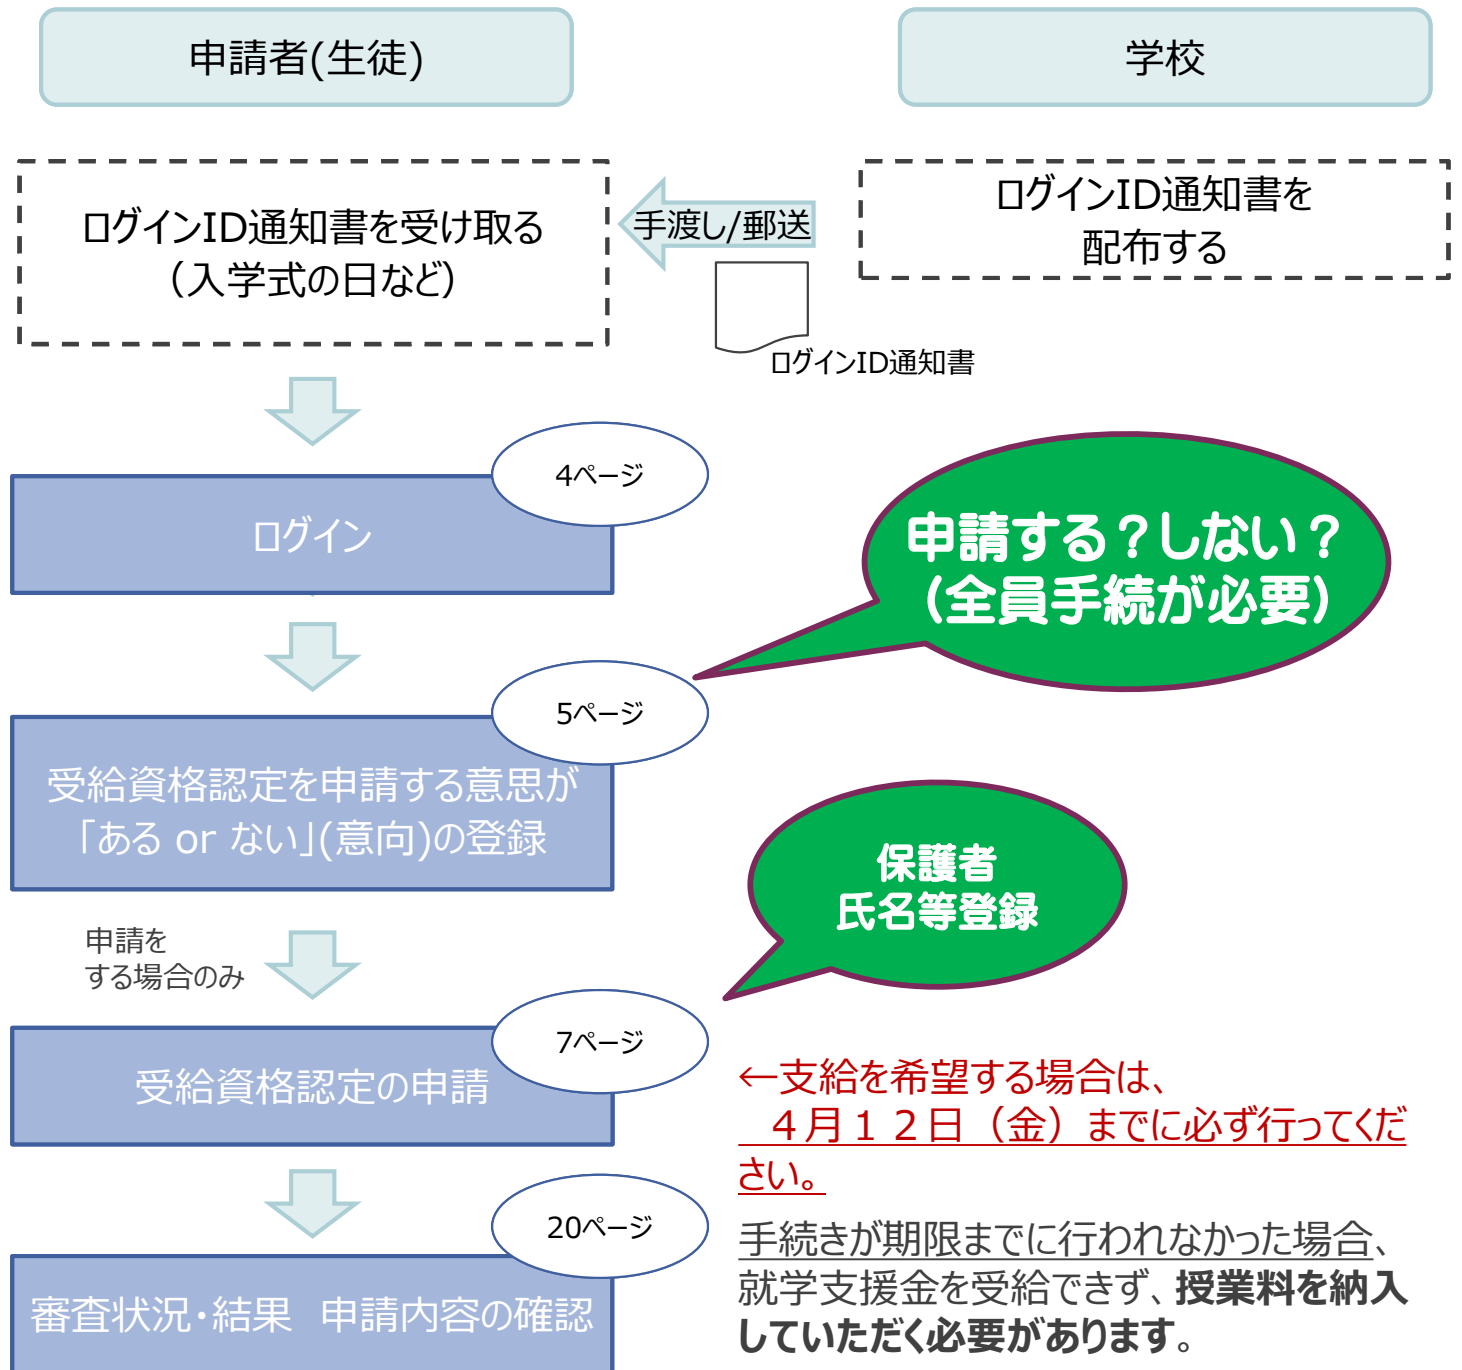 申請者(生徒)
学校
ログインID通知書を受け取る
（入学式の日など）
手渡し/郵送
ログインID通知書を
配布する
ログインID通知書
4ページ
ログイン
申請する？しない？
（全員手続が必要）
5ページ
受給資格認定を申請する意思が
「ある or ない」(意向)の登録
保護者
氏名等登録
申請を
する場合のみ
7ページ
受給資格認定の申請
←支給を希望する場合は、
４月１２日（金）までに必ず行ってくだ
さい。
20ページ
審査状況・結果　申請内容の確認
手続きが期限までに行われなかった場合、
就学支援金を受給できず、授業料を納入
していただく必要があります。